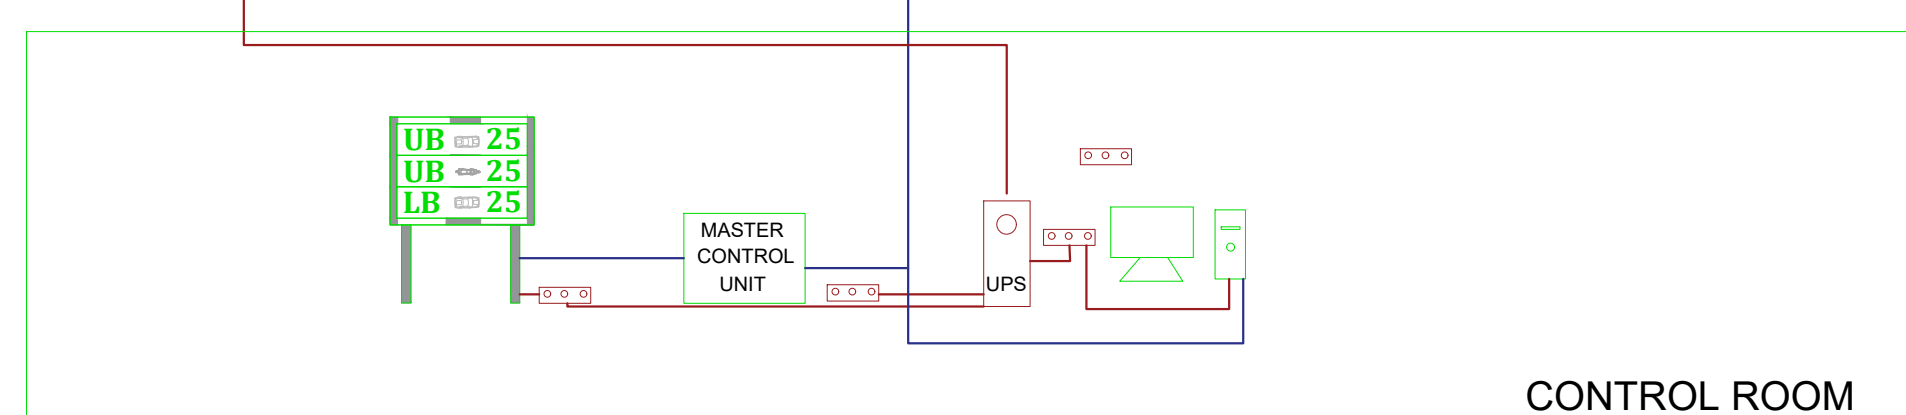 UB 25
UB 25
LB 25
MASTER
CONTROL
UNIT
UPS
CONTROL ROOM